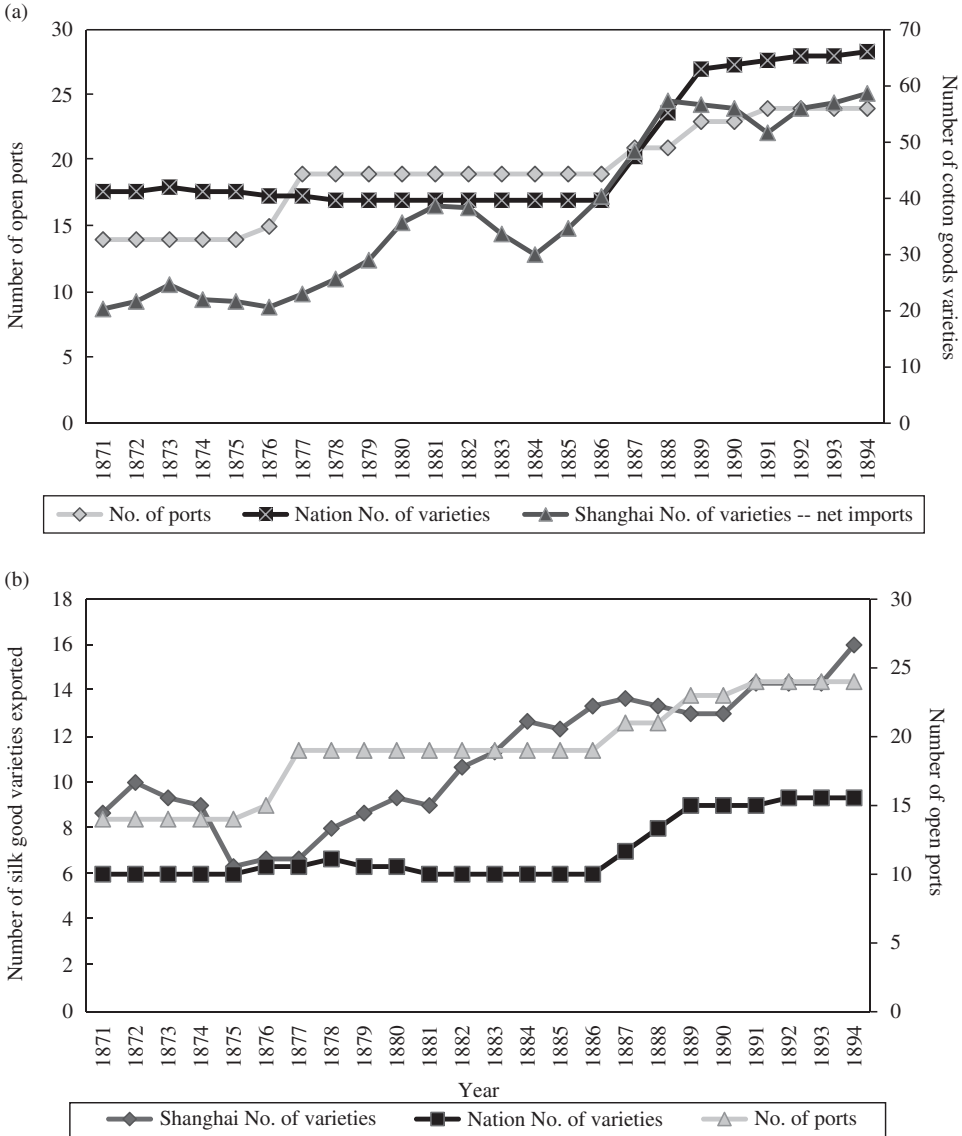 (a)
Number of open ports
30
25
20
15
10
5
0
70
60
50
40
30
20
10
0
Number of cotton goods varieties
1871 1872 1873 1874 1875 1876 1877 1878 1879 1880 1881 1882 1883 1884 1885 1886 1887 1888 1889 1890 1891 1892 1893 1894
No. of ports Nation No. of varieties Shanghai No. of varieties -- net imports
(b)
Number of silk good varieties exported
18
16
14
12
10
8
6
4
2
0
30
25
20
15
10
5
0
Number of open ports
1871 1872 1873 1874 1875 1876 1877 1878 1879 1880 1881 1882 1883 1884 1885 1886 1887 1888 1889 1890 1891 1892 1893 1894
Year
Shanghai No. of varieties Nation No. of varieties No. of ports